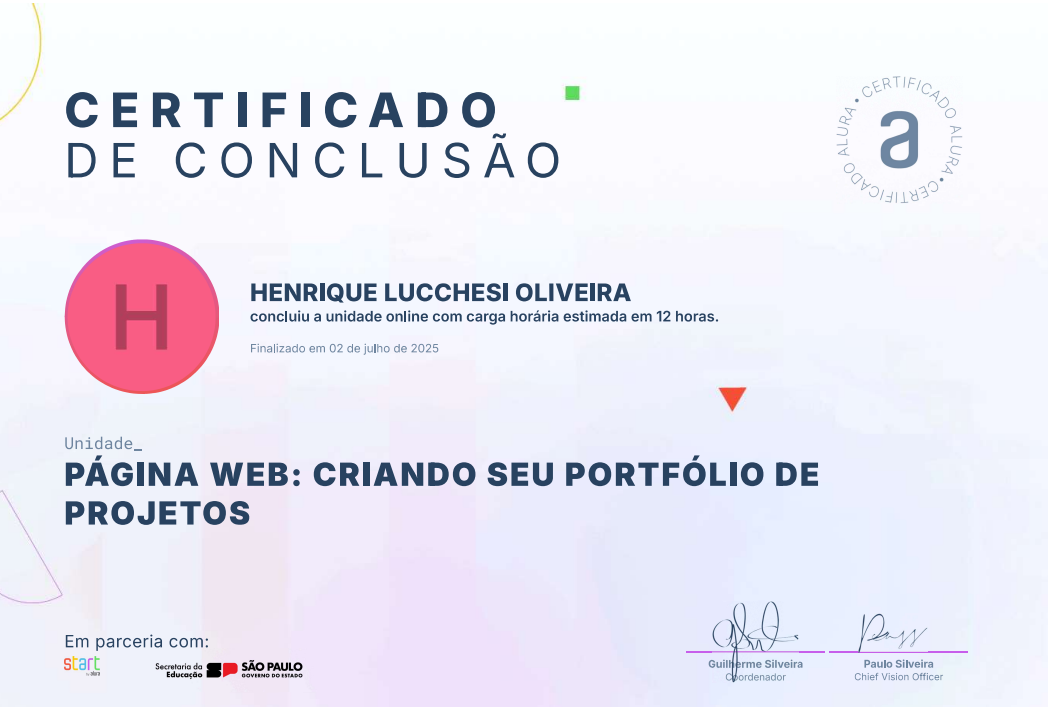 CERTIFICADO
DE CONCLUSÃO
CERTIFICADO ALURA • CERTIFICADO ALURA •
a
H
HENRIQUE LUCCHESI OLIVEIRA
concluiu a unidade online com carga horária estimada em 12 horas.
Finalizado em 02 de julho de 2025
Unidade_
PÁGINA WEB: CRIANDO SEU PORTFÓLIO DE
PROJETOS
Em parceria com:
start
by alura
Secretaria da
Educação
SP
SÃO PAULO
GOVERNO DO ESTADO
Guilherme Silveira
Coordenador
Paulo Silveira
Chief Vision Officer